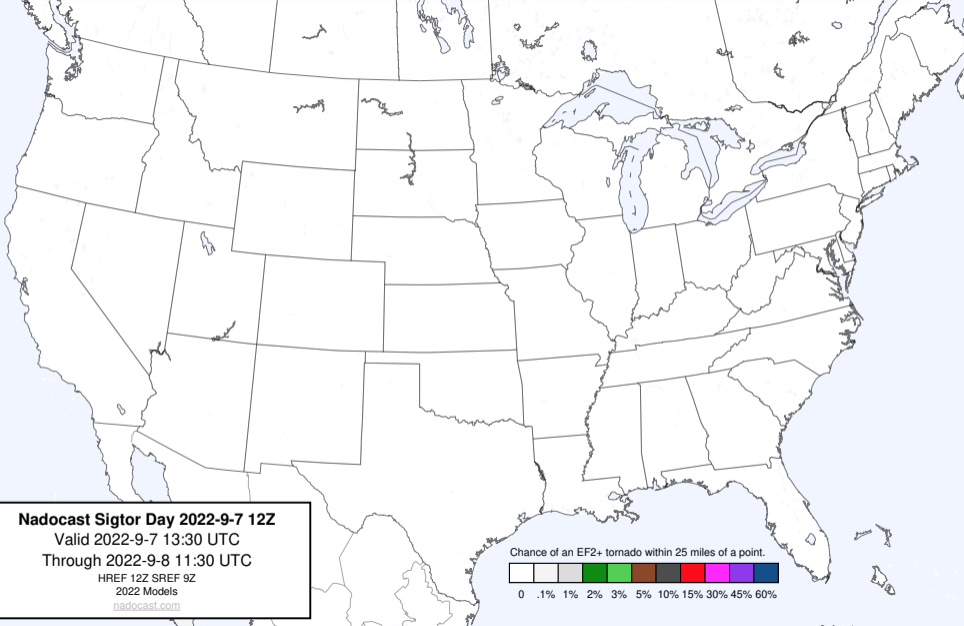 Nadocast Sigtor Day 2022-9-7 12Z
Valid 2022-9-7 13:30 UTC
Through 2022-9-8 11:30 UTC
HREF 12Z SREF 9Z
2022 Models
nadocast.com
Chance of an EF2+ tornado within 25 miles of a point.
0 .1% 1% 2% 3% 5% 10% 15% 30% 45% 60%